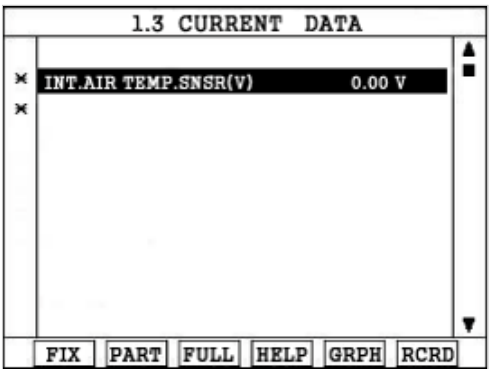 1.3 CURRENT DATA
* INT.AIR TEMP.SNSR(V) 0.00 V
*
FIX PART FULL HELP GRPH RCRD